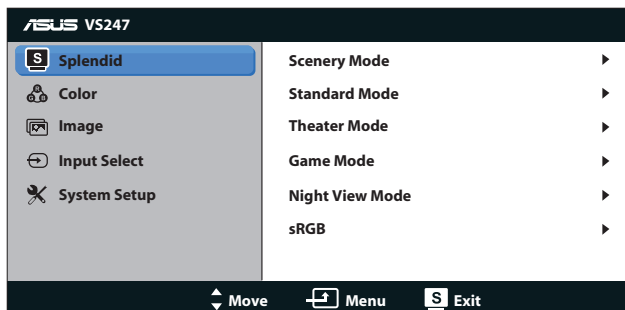 ASUS VS247
S Splendid
Color
Image
Input Select
System Setup
Scenery Mode
Standard Mode
Theater Mode
Game Mode
Night View Mode
sRGB
Move Menu S Exit